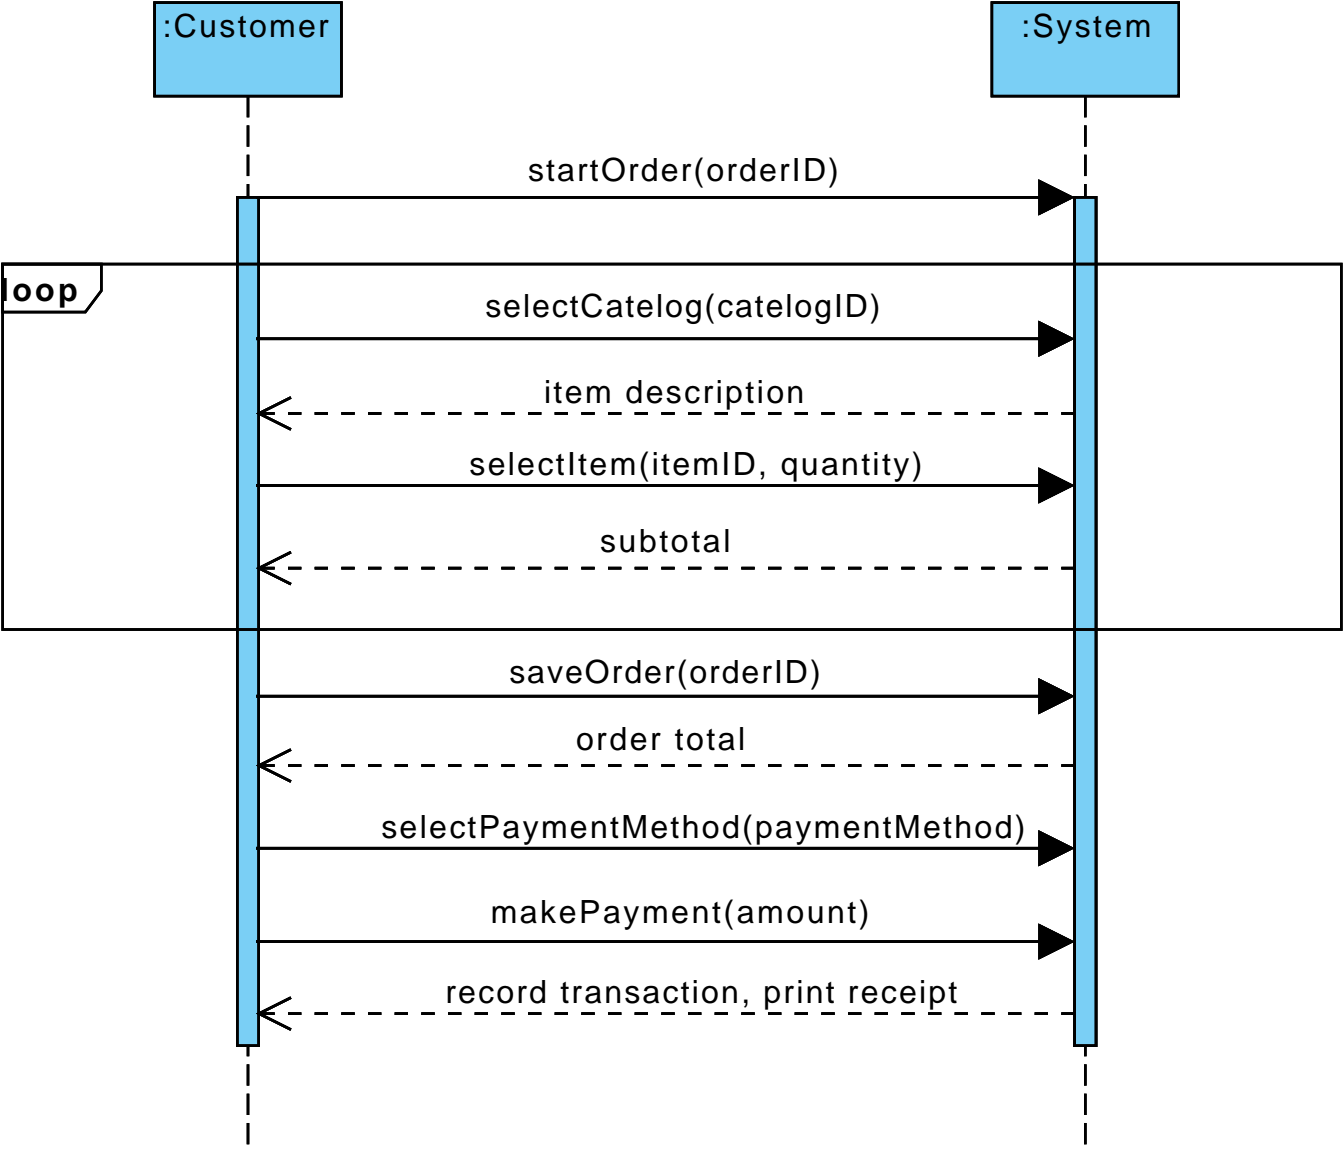 :Customer
:System
startOrder(orderID)
loop
selectCatelog(catelogID)
item description
selectItem(itemID, quantity)
subtotal
saveOrder(orderID)
order total
selectPaymentMethod(paymentMethod)
makePayment(amount)
record transaction, print receipt